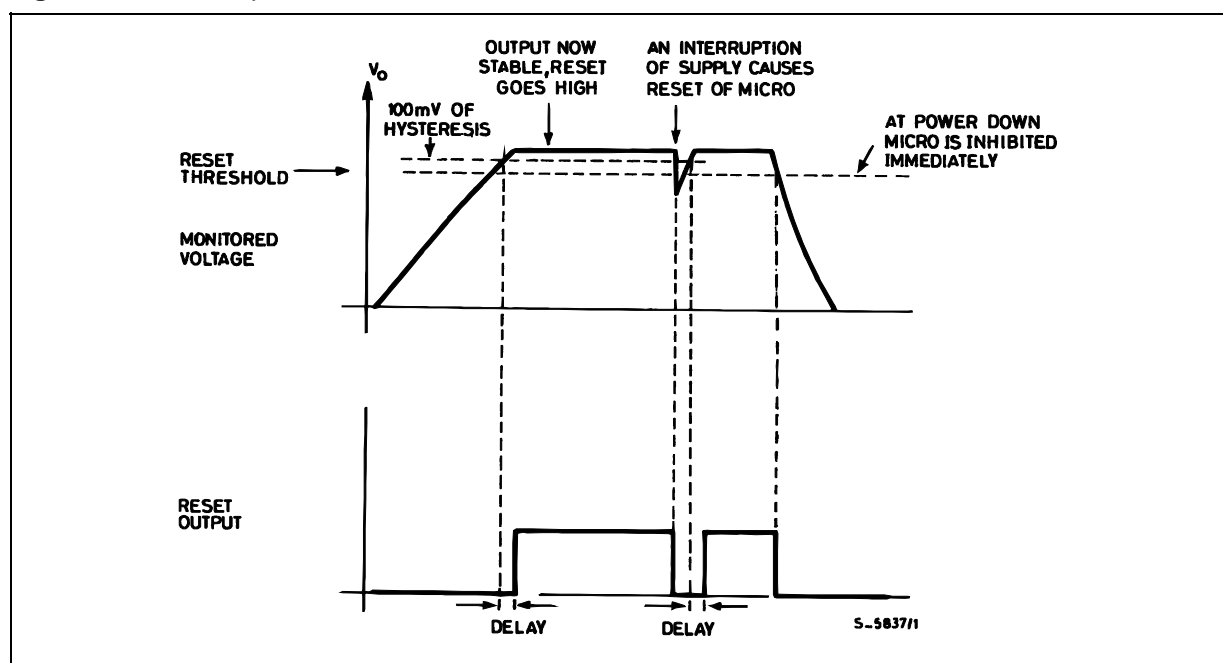 OUTPUT NOW
STABLE,RESET
GOES HIGH
AN INTERRUPTION
OF SUPPLY CAUSES
RESET OF MICRO
Vo
100mV OF
HYSTERESIS
AT POWER DOWN
MICRO IS INHIBITED
IMMEDIATELY
RESET
THRESHOLD
MONITORED
VOLTAGE
RESET
OUTPUT
DELAY
DELAY
S-5837/1